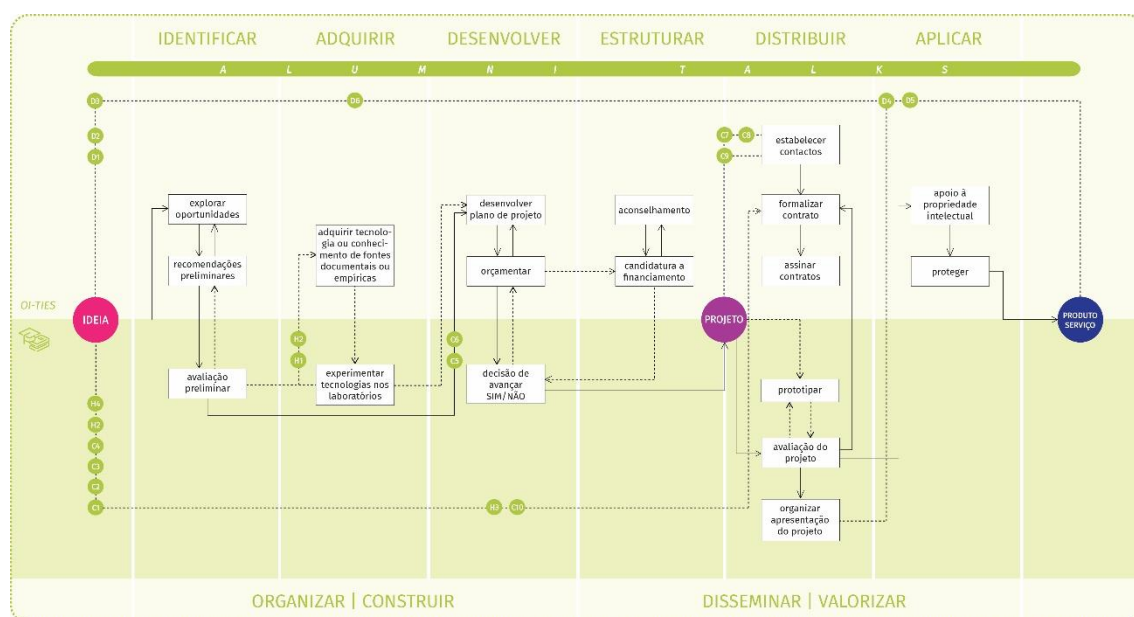 IDENTIFICAR
ADQUIRIR
DESENVOLVER
ESTRUTURAR
DISTRIBUIR
APLICAR
A L U M N I T A L K S
D3
D6
D4
D5
D2
D1
C7
C8
C9
estabelecer
contactos
explorar
oportunidades
desenvolver
plano de projeto
aconselhamento
formalizar
contrato
apoio à
propriedade
intelectual
adquirir tecnolo-
gia ou conheci-
mento de fontes
documentais ou
empíricas
recomendações
preliminares
orçamentar
candidatura a
financiamento
assinar
contratos
proteger
OI-TIES
IDEIA
PROJETO
PRODUTO
SERVIÇO
H2
H1
C6
C5
avaliação
preliminar
experimentar
tecnologias nos
laboratórios
decisão de
avançar
SIM/NÃO
prototipar
H4
H2
C4
C3
C2
C1
avaliação do
projeto
H3
C10
organizar
apresentação
do projeto
ORGANIZAR | CONSTRUIR
DISSEMINAR | VALORIZAR